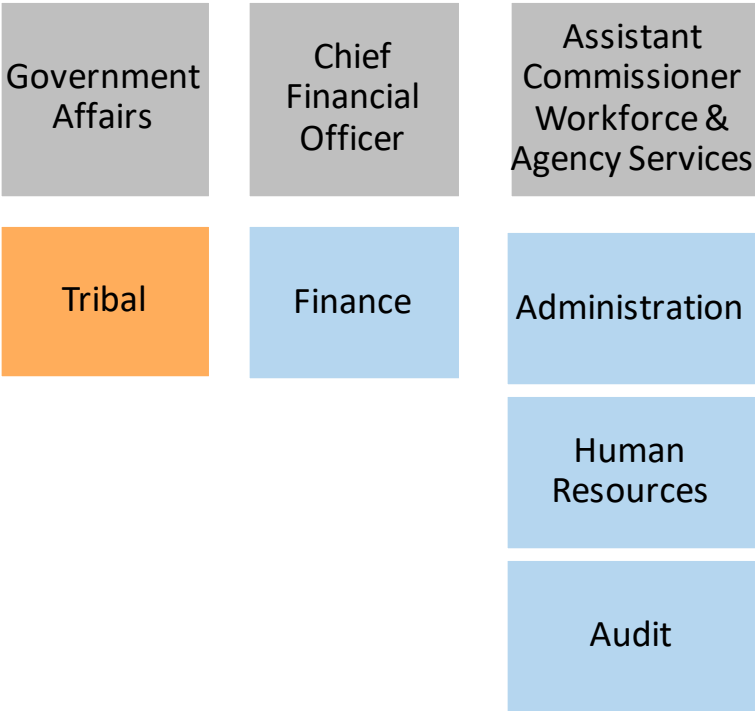 Government
Affairs
Chief
Financial
Officer
Assistant
Commissioner
Workforce &
Agency Services
Tribal
Finance
Administration
Human
Resources
Audit